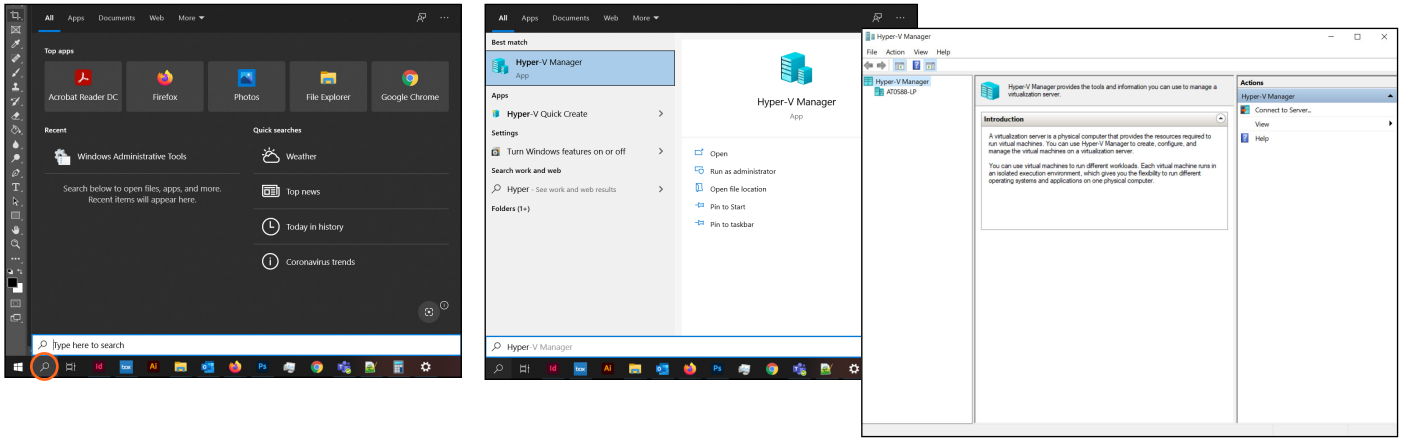 All Apps Documents Web More
Top apps
Acrobat Reader DC Firefox Photos File Explorer Google Chrome
Recent
Windows Administrative Tools
Search below to open files, apps, and more.
Recent items will appear here.
Quick searches
Weather
Top news
Today in history
Coronavirus trends
Type here to search
Id box Ai Ps
All Apps Documents Web More
Best match
Hyper-V Manager
App
Apps
Hyper-V Quick Create
Settings
Turn Windows features on or off
Search work and web
Hyper - See work and web results
Folders (1+)
Hyper-V Manager
App
Open
Run as administrator
Open file location
Pin to Start
Pin to taskbar
Hyper-V Manager
Id box Ai Ps
Hyper-V Manager
File Action View Help
Hyper-V Manager
AT0588-LP
Hyper-V Manager provides the tools and information you can use to manage a
virtualization server.
Introduction
A virtualization server is a physical computer that provides the resources required to
run virtual machines. You can use Hyper-V Manager to create, configure, and
manage the virtual machines on a virtualization server.
You can use virtual machines to run different workloads. Each virtual machine runs in
an isolated execution environment, which gives you the flexibility to run different
operating systems and applications on one physical computer.
Actions
Hyper-V Manager
Connect to Server...
View
Help